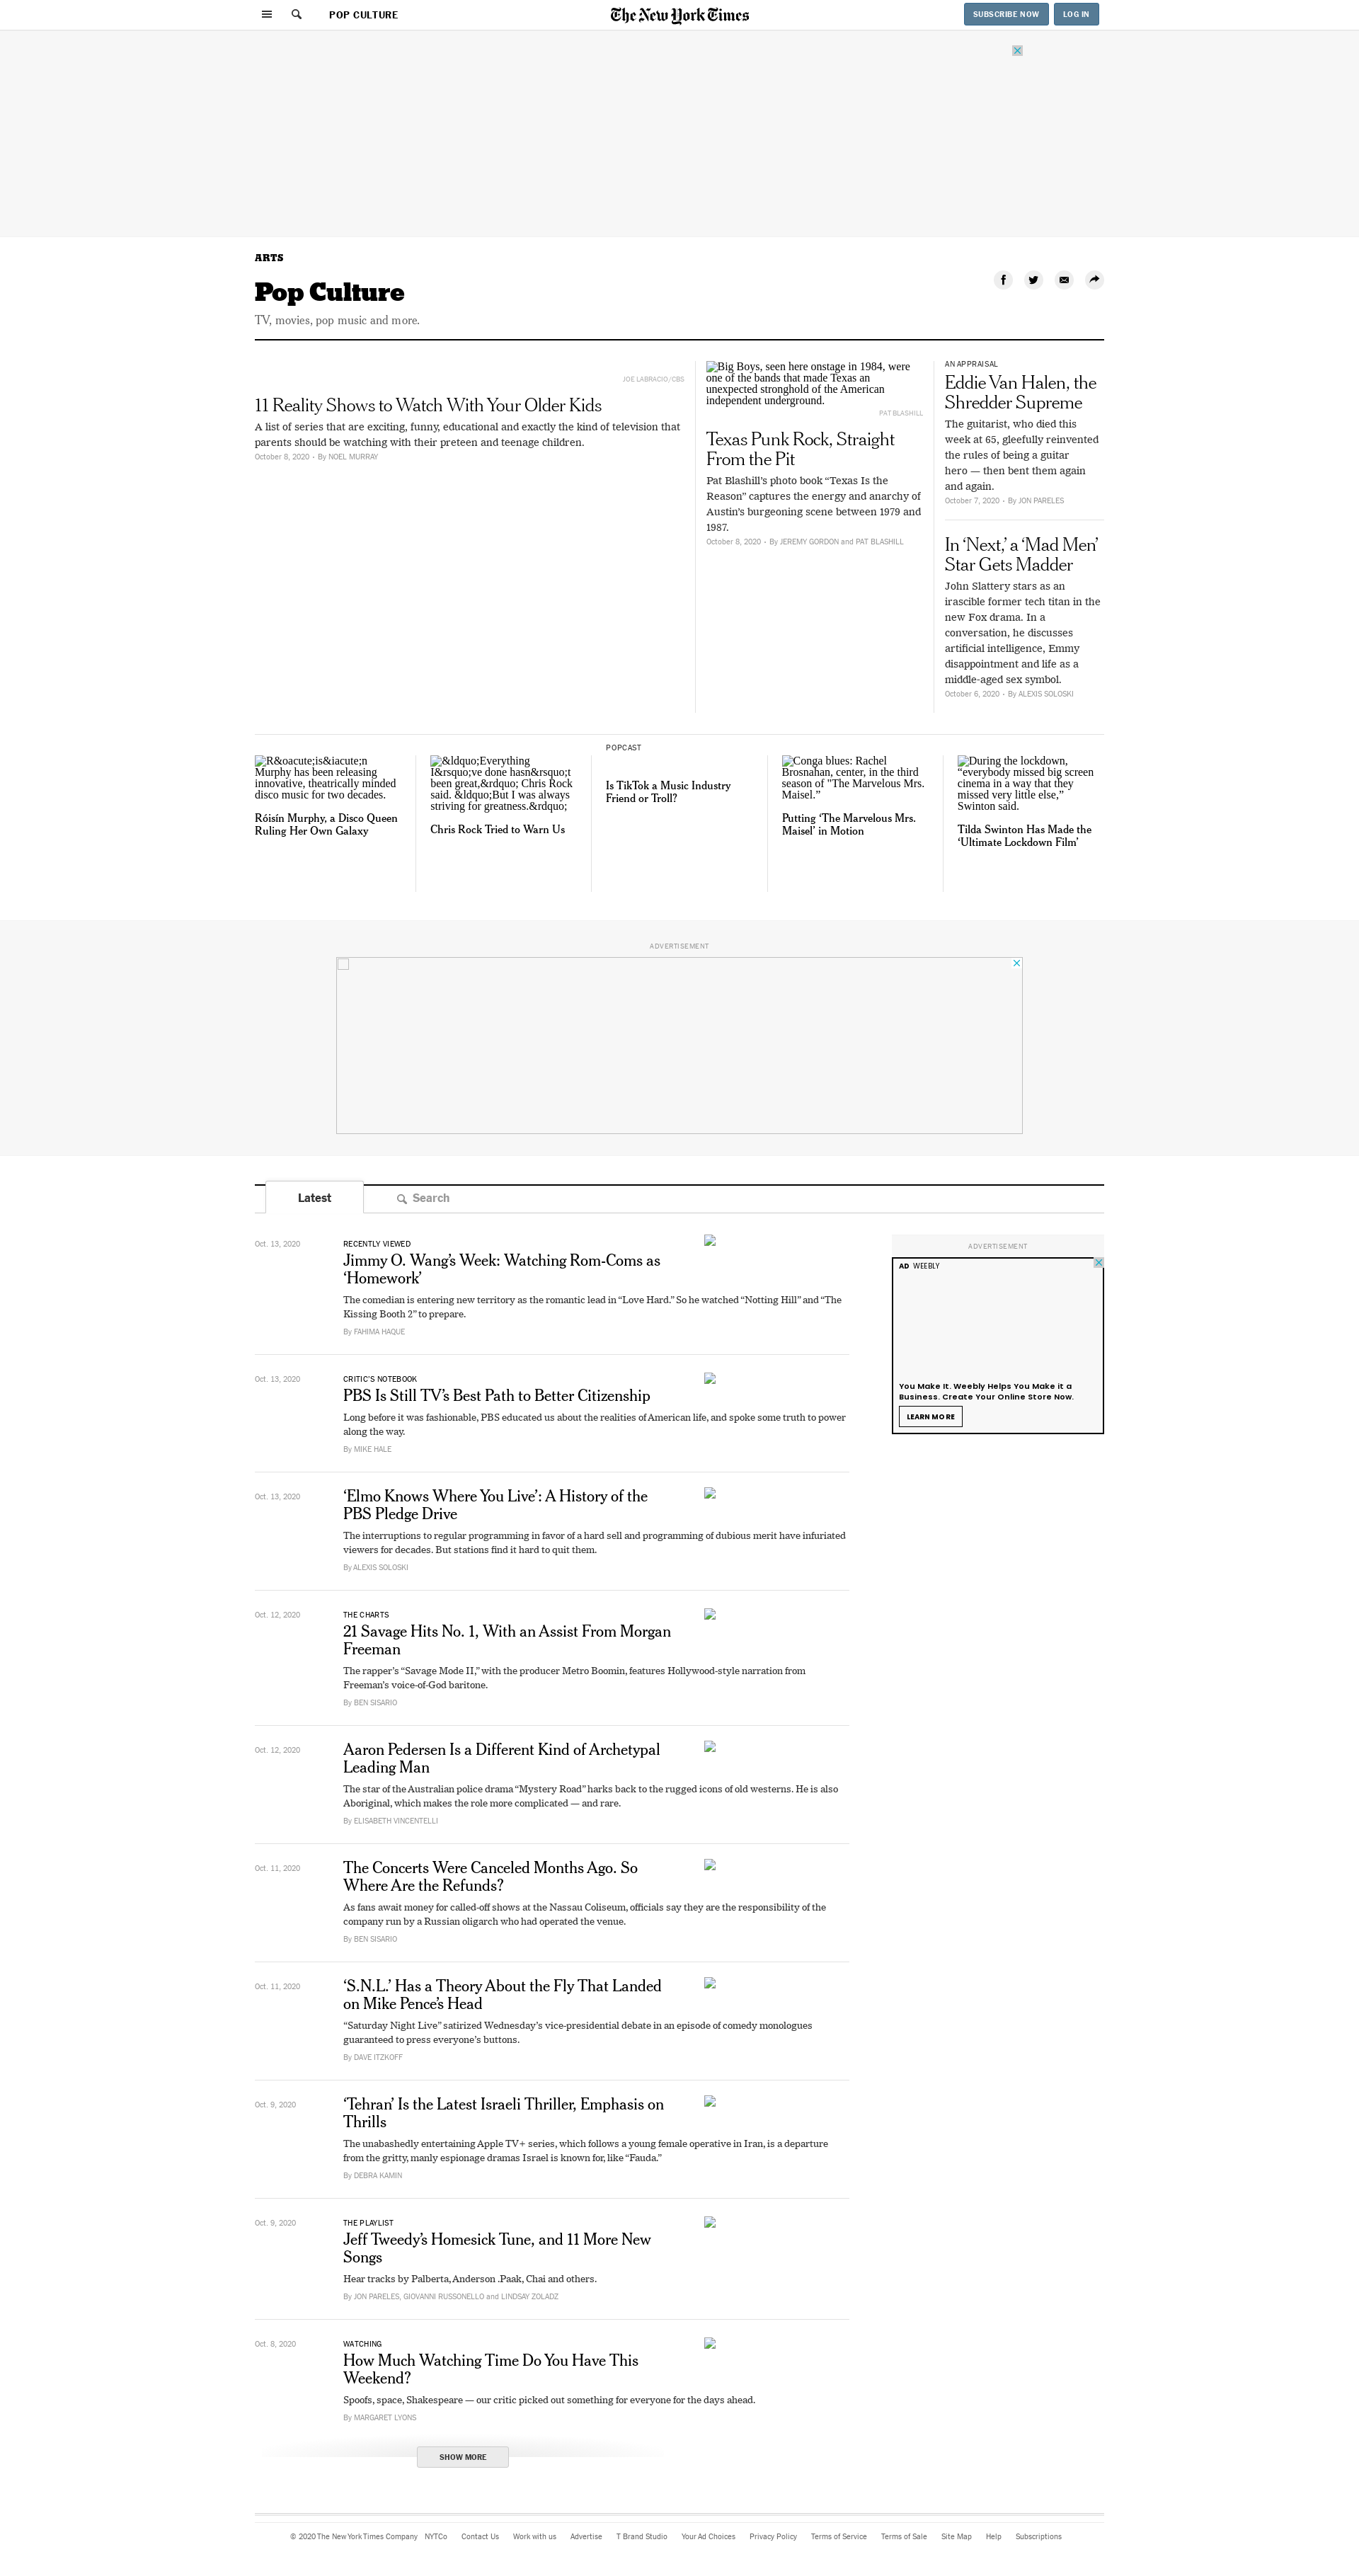 POP CULTURE
The New York Times
SUBSCRIBE NOW
LOG IN
ARTS
Pop Culture
TV, movies, pop music and more.
JOE LABRACIO/CBS
11 Reality Shows to Watch With Your Older Kids
A list of series that are exciting, funny, educational and exactly the kind of television that
parents should be watching with their preteen and teenage children.
October 8, 2020 - By NOEL MURRAY
Big Boys, seen here onstage in 1984, were
one of the bands that made Texas an
unexpected stronghold of the American
independent underground.
PAT BLASHILL
Texas Punk Rock, Straight
From the Pit
Pat Blashill’s photo book “Texas Is the
Reason” captures the energy and anarchy of
Austin’s burgeoning scene between 1979 and
1987.
October 8, 2020 - By JEREMY GORDON and PAT BLASHILL
AN APPRAISAL
Eddie Van Halen, the
Shredder Supreme
The guitarist, who died this
week at 65, gleefully reinvented
the rules of being a guitar
hero — then bent them again
and again.
October 7, 2020 - By JON PARELES
In ‘Next,’ a ‘Mad Men’
Star Gets Madder
John Slattery stars as an
irascible former tech titan in the
new Fox drama. In a
conversation, he discusses
artificial intelligence, Emmy
disappointment and life as a
middle-aged sex symbol.
October 6, 2020 - By ALEXIS SOLOSKI
R&oacute;is&iacute;n
Murphy has been releasing
innovative, theatrically minded
disco music for two decades.
Róisín Murphy, a Disco Queen
Ruling Her Own Galaxy
&ldquo;Everything
I&rsquo;ve done hasn&rsquo;t
been great,&rdquo; Chris Rock
said. &ldquo;But I was always
striving for greatness.&rdquo;
Chris Rock Tried to Warn Us
POPCAST
Is TikTok a Music Industry
Friend or Troll?
Conga blues: Rachel
Brosnahan, center, in the third
season of "The Marvelous Mrs.
Maisel.”
Putting ‘The Marvelous Mrs.
Maisel’ in Motion
During the lockdown,
“everybody missed big screen
cinema in a way that they
missed very little else,”
Swinton said.
Tilda Swinton Has Made the
‘Ultimate Lockdown Film’
ADVERTISEMENT
Latest
Search
Oct. 13, 2020
RECENTLY VIEWED
Jimmy O. Wang’s Week: Watching Rom-Coms as
‘Homework’
The comedian is entering new territory as the romantic lead in “Love Hard.” So he watched “Notting Hill” and “The
Kissing Booth 2” to prepare.
By FAHIMA HAQUE
ADVERTISEMENT
AD WEEBLY
You Make It. Weebly Helps You Make it a
Business. Create Your Online Store Now.
LEARN MORE
Oct. 13, 2020
CRITIC’S NOTEBOOK
PBS Is Still TV’s Best Path to Better Citizenship
Long before it was fashionable, PBS educated us about the realities of American life, and spoke some truth to power
along the way.
By MIKE HALE
Oct. 13, 2020
‘Elmo Knows Where You Live’: A History of the
PBS Pledge Drive
The interruptions to regular programming in favor of a hard sell and programming of dubious merit have infuriated
viewers for decades. But stations find it hard to quit them.
By ALEXIS SOLOSKI
Oct. 12, 2020
THE CHARTS
21 Savage Hits No. 1, With an Assist From Morgan
Freeman
The rapper’s “Savage Mode II,” with the producer Metro Boomin, features Hollywood-style narration from
Freeman’s voice-of-God baritone.
By BEN SISARIO
Oct. 12, 2020
Aaron Pedersen Is a Different Kind of Archetypal
Leading Man
The star of the Australian police drama “Mystery Road” harks back to the rugged icons of old westerns. He is also
Aboriginal, which makes the role more complicated — and rare.
By ELISABETH VINCENTELLI
Oct. 11, 2020
The Concerts Were Canceled Months Ago. So
Where Are the Refunds?
As fans await money for called-off shows at the Nassau Coliseum, officials say they are the responsibility of the
company run by a Russian oligarch who had operated the venue.
By BEN SISARIO
Oct. 11, 2020
‘S.N.L.’ Has a Theory About the Fly That Landed
on Mike Pence’s Head
“Saturday Night Live” satirized Wednesday’s vice-presidential debate in an episode of comedy monologues
guaranteed to press everyone’s buttons.
By DAVE ITZKOFF
Oct. 9, 2020
‘Tehran’ Is the Latest Israeli Thriller, Emphasis on
Thrills
The unabashedly entertaining Apple TV+ series, which follows a young female operative in Iran, is a departure
from the gritty, manly espionage dramas Israel is known for, like “Fauda.”
By DEBRA KAMIN
Oct. 9, 2020
THE PLAYLIST
Jeff Tweedy’s Homesick Tune, and 11 More New
Songs
Hear tracks by Palberta, Anderson .Paak, Chai and others.
By JON PARELES, GIOVANNI RUSSONELLO and LINDSAY ZOLADZ
Oct. 8, 2020
WATCHING
How Much Watching Time Do You Have This
Weekend?
Spoofs, space, Shakespeare — our critic picked out something for everyone for the days ahead.
By MARGARET LYONS
SHOW MORE
© 2020 The New York Times Company NYTCo Contact Us Work with us Advertise T Brand Studio Your Ad Choices Privacy Policy Terms of Service Terms of Sale Site Map Help Subscriptions